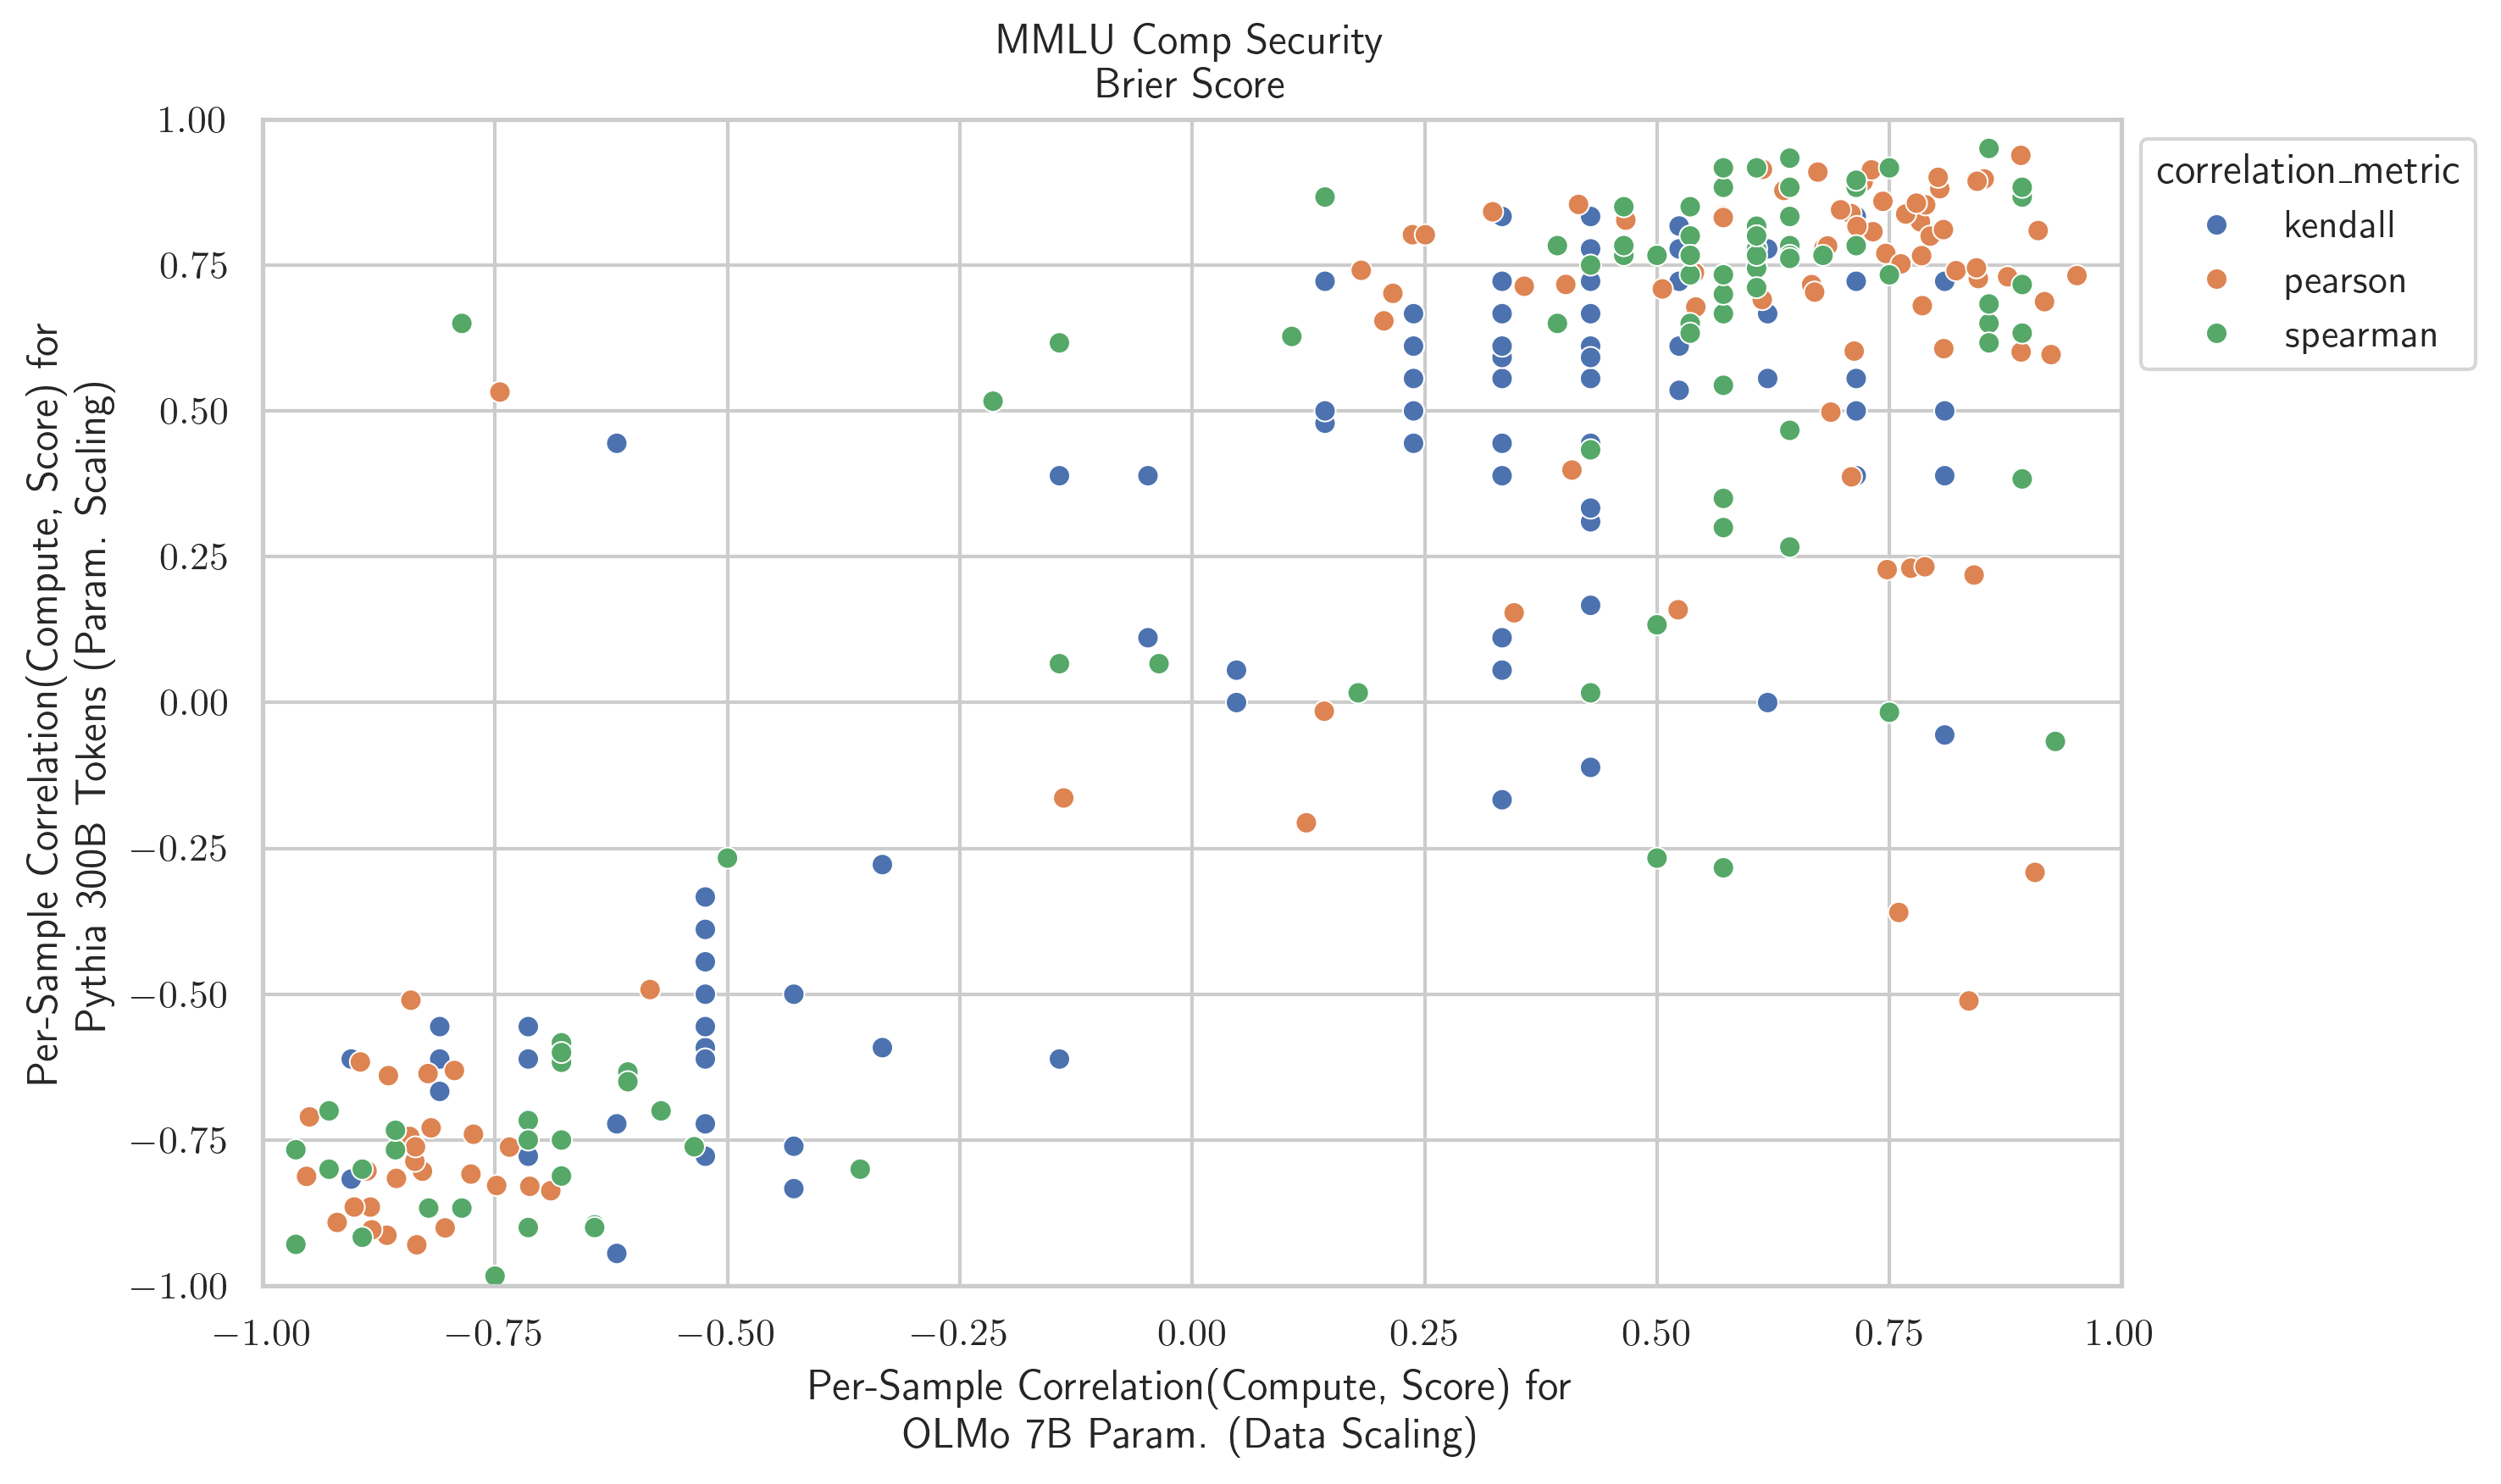 MMLU Comp Security
Brier Score
1.00
0.75
0.50
0.25
0.00
−0.25
−0.50
−0.75
−1.00
Per-Sample Correlation(Compute, Score) for
Pythia 300B Tokens (Param. Scaling)
−1.00 −0.75 −0.50 −0.25 0.00 0.25 0.50 0.75 1.00
Per-Sample Correlation(Compute, Score) for
OLMo 7B Param. (Data Scaling)
correlation_metric
kendall
pearson
spearman